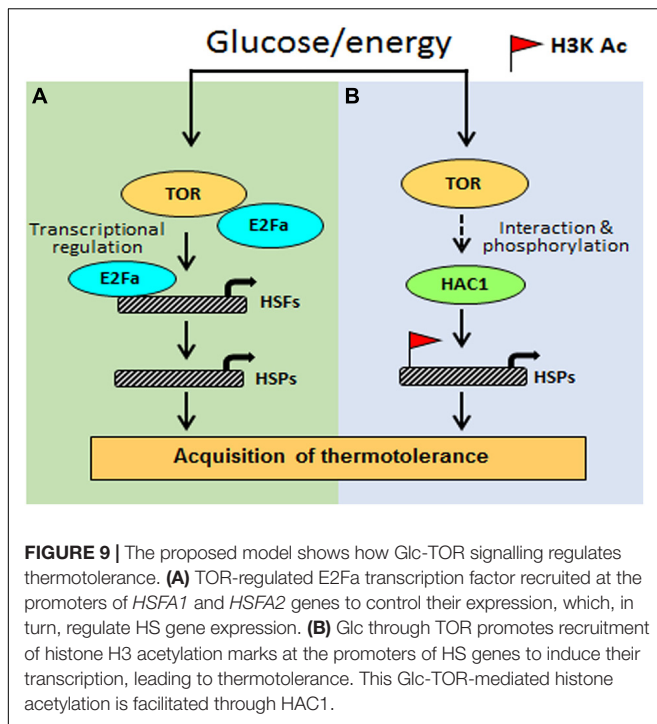 Glucose/energy
H3K Ac
A
TOR
E2Fa
Transcriptional
regulation
E2Fa
HSFs
HSPs
B
TOR
Interaction &
phosphorylation
HAC1
HSPs
Acquisition of thermotolerance
FIGURE 9 | The proposed model shows how Glc-TOR signalling regulates
thermotolerance. (A) TOR-regulated E2Fa transcription factor recruited at the
promoters of HSFA1 and HSFA2 genes to control their expression, which, in
turn, regulate HS gene expression. (B) Glc through TOR promotes recruitment
of histone H3 acetylation marks at the promoters of HS genes to induce their
transcription, leading to thermotolerance. This Glc-TOR-mediated histone
acetylation is facilitated through HAC1.